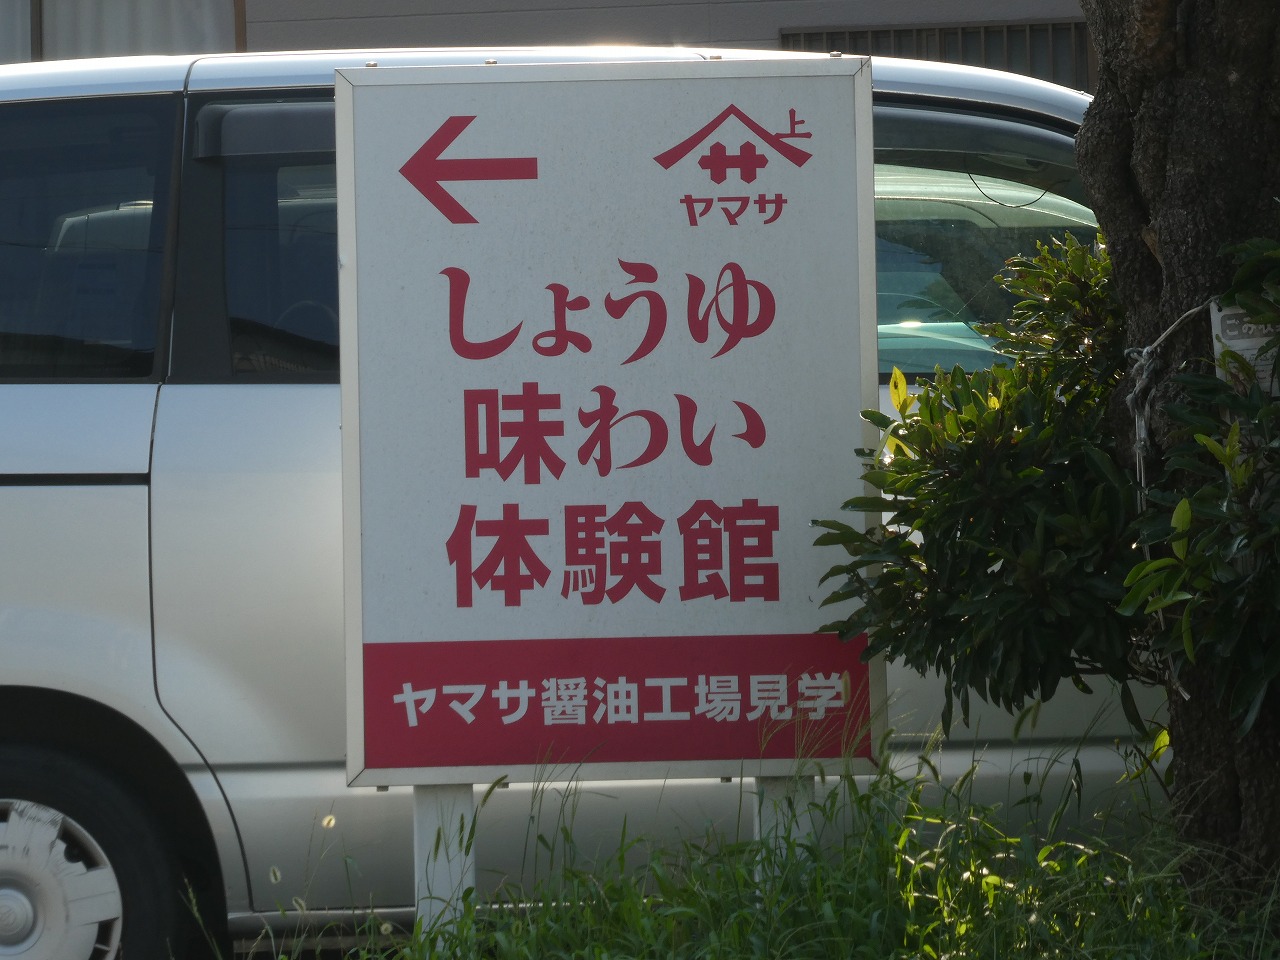 上
サ
ヤマサ
しょうゆ
味わい
体験館
ヤマサ醤油工場見学